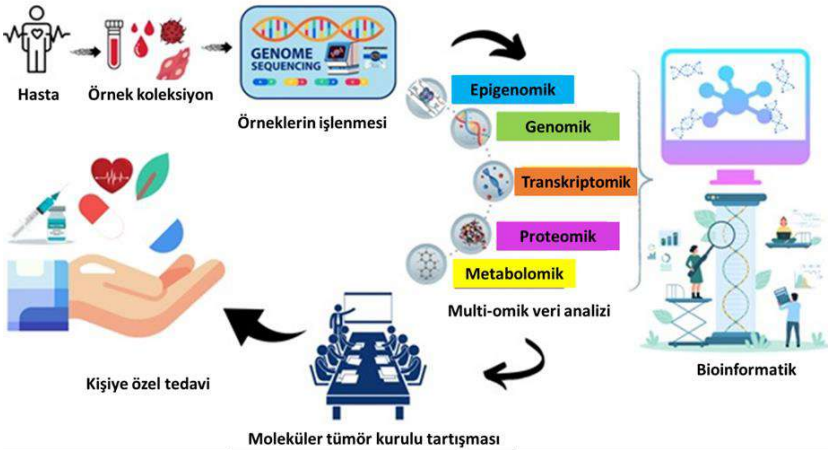 Hasta
Örnek koleksiyon
GENOME
SEQUENCING
Örneklerin işlenmesi
Epigenomik
Genomik
Transkriptomik
Proteomik
Metabolomik
Multi-omik veri analizi
Bioinformatik
Moleküler tümör kurulu tartışması
Kişiye özel tedavi